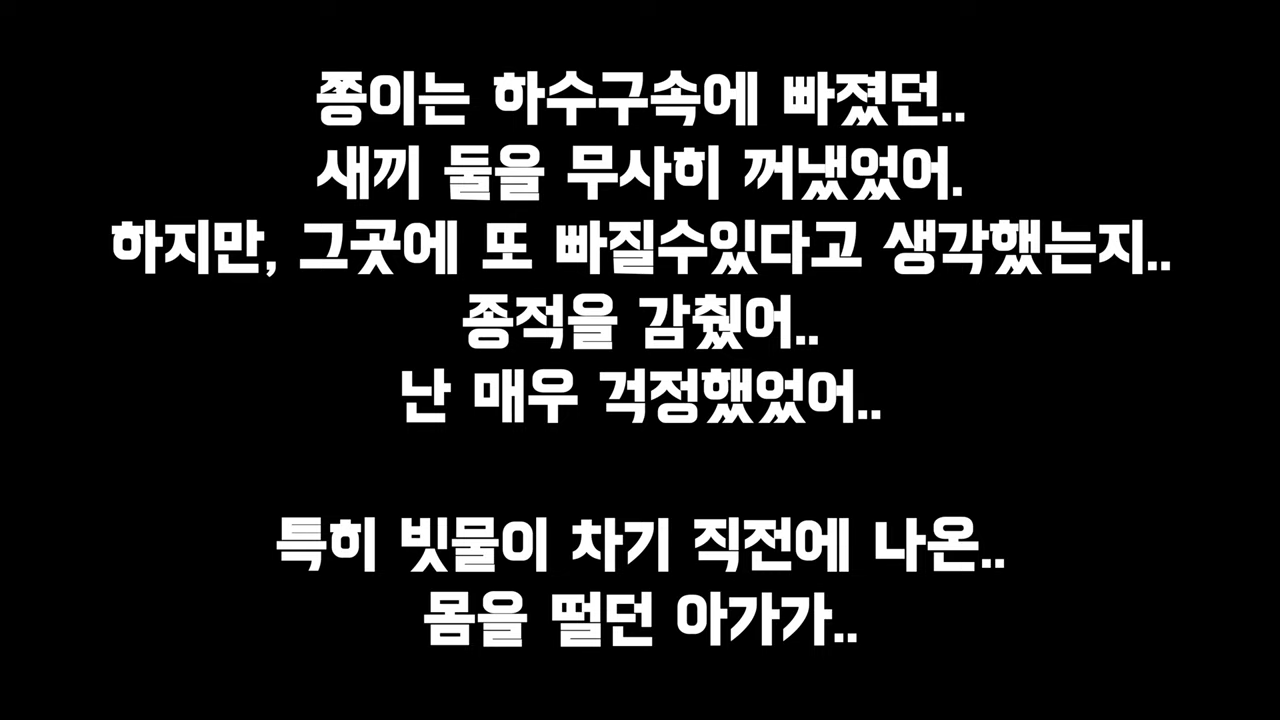 쫑이는 하수구속에 빠졌던..
새끼 둘을 무사히 꺼냈었어.
하지만, 그곳에 또 빠질수있다고 생각했는지..
종적을 감췄어..
난 매우 걱정했었어..
특히 빗물이 차기 직전에 나온..
몸을 떨던 아가가..